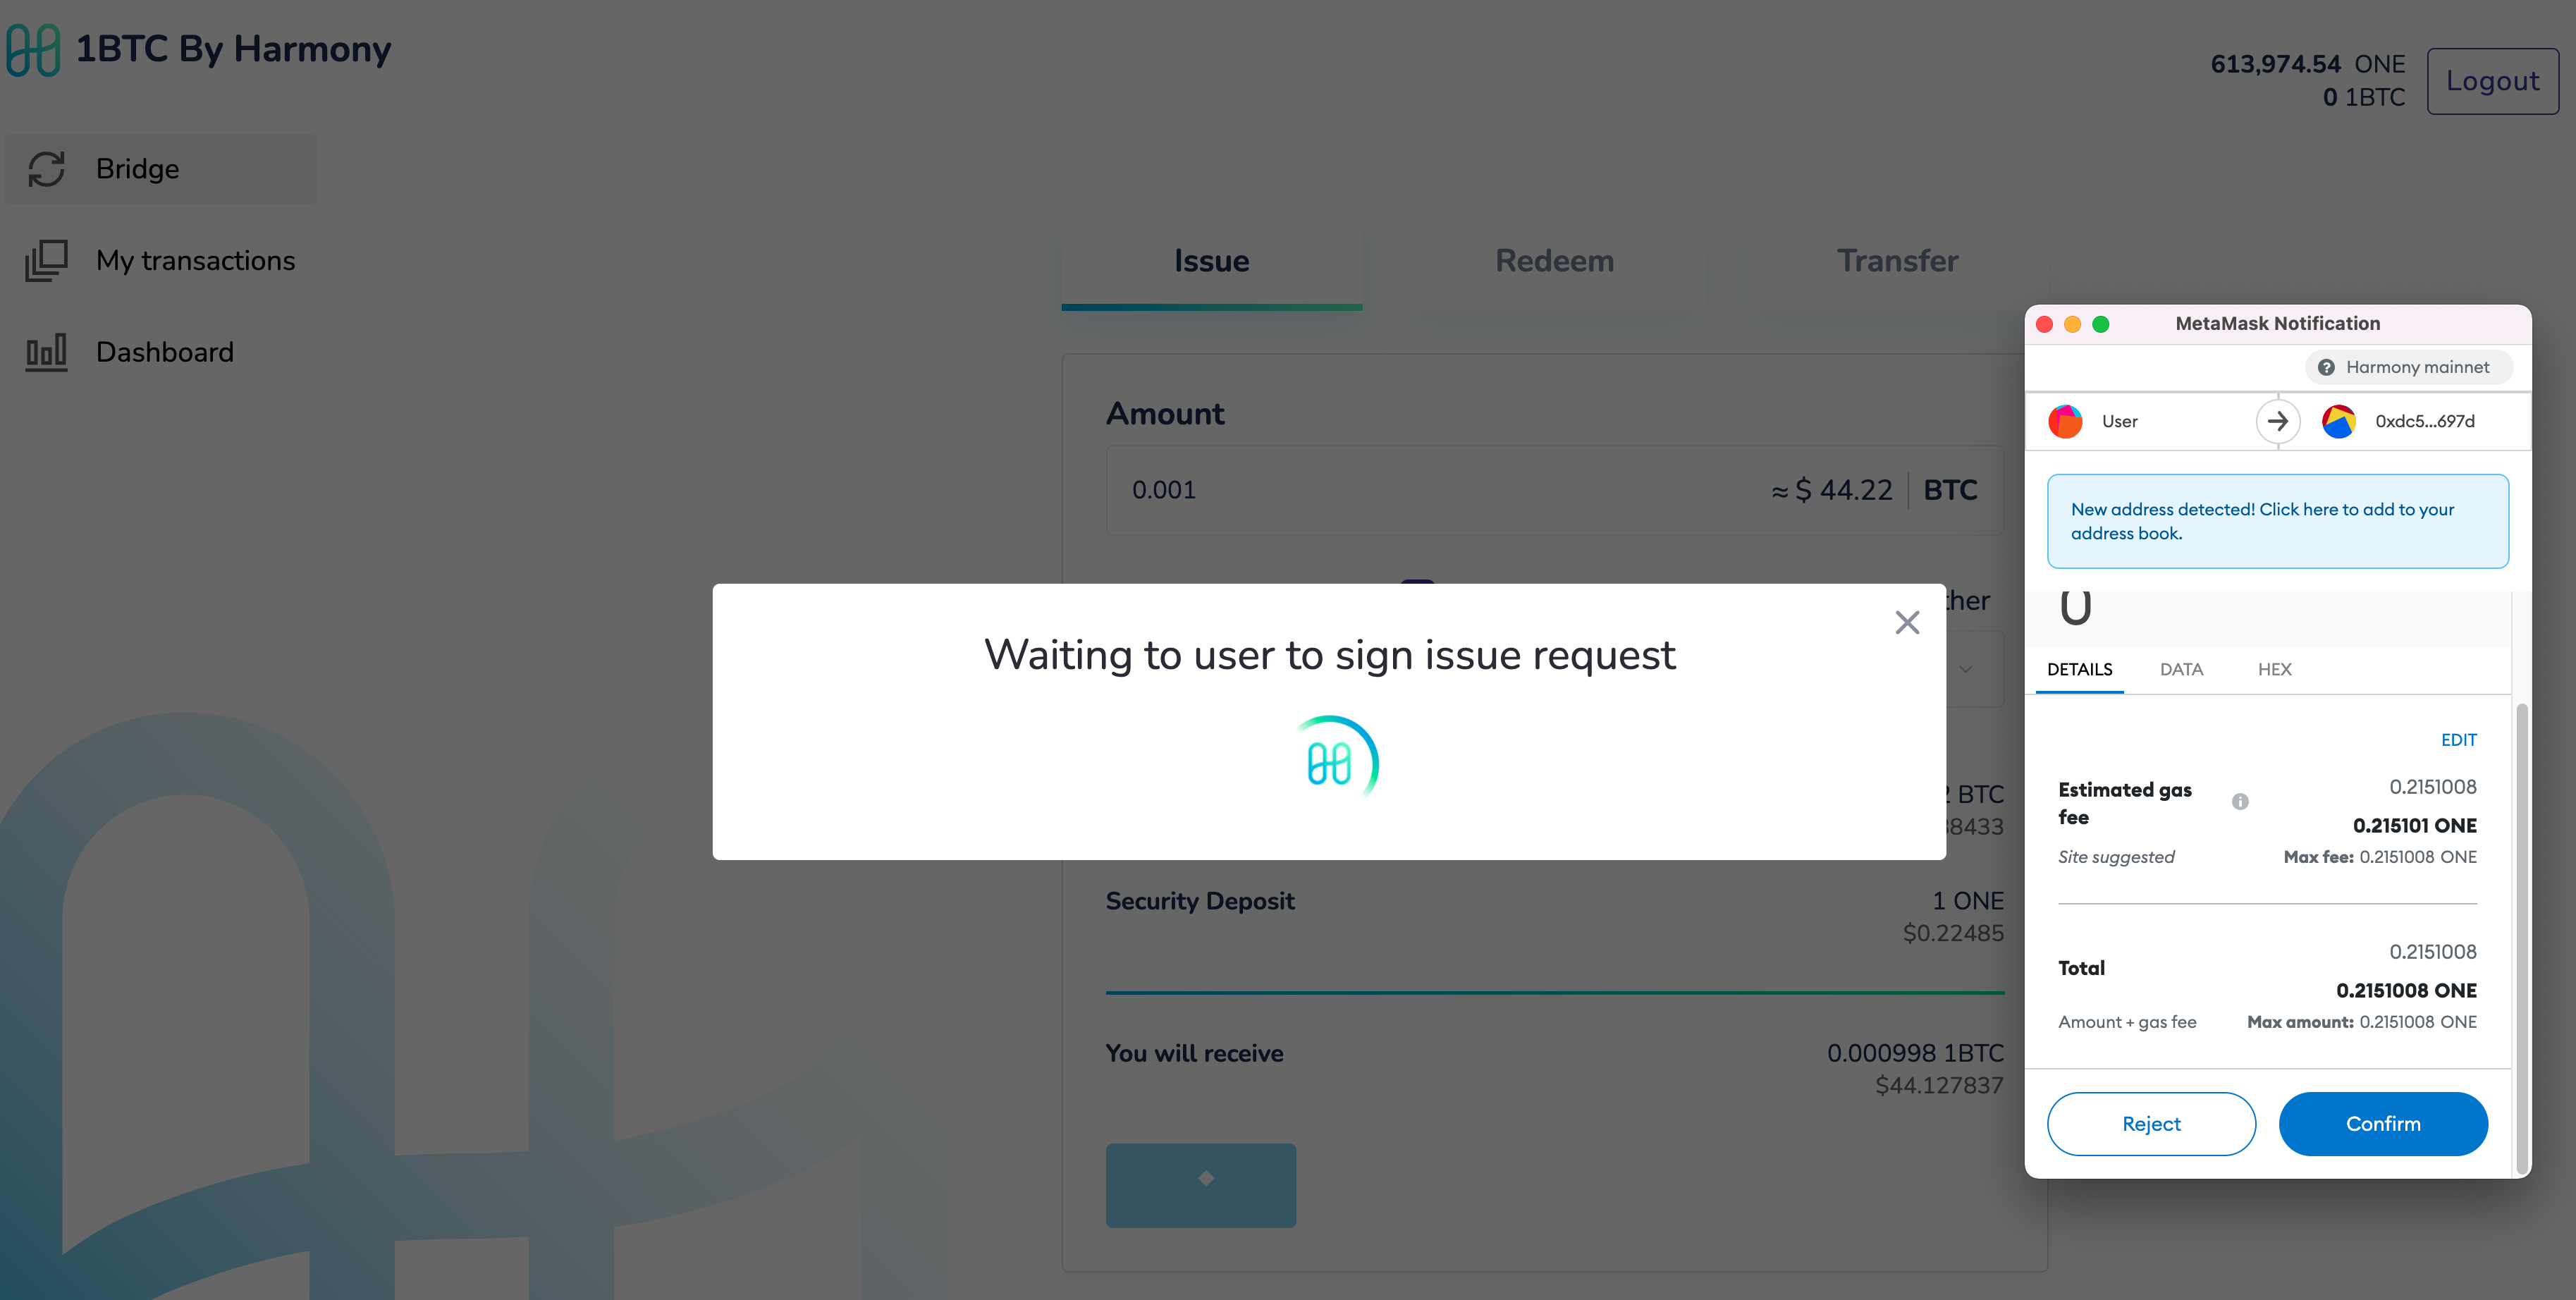 1BTC By Harmony
613,974.54 ONE
0 1BTC
Logout
Bridge
My transactions
Dashboard
Issue
Redeem
Transfer
Amount
0.001
≈ $ 44.22
BTC
Waiting to user to sign issue request
BTC
Security Deposit
1 ONE
$0.22485
You will receive
0.000998 1BTC
$44.127837
MetaMask Notification
Harmony mainnet
User
0xdc5...697d
New address detected! Click here to add to your
address book.
0
DETAILS
DATA
HEX
EDIT
Estimated gas
fee
0.2151008
0.215101 ONE
Site suggested
Max fee: 0.2151008 ONE
Total
0.2151008
0.2151008 ONE
Amount + gas fee
Max amount: 0.2151008 ONE
Reject
Confirm